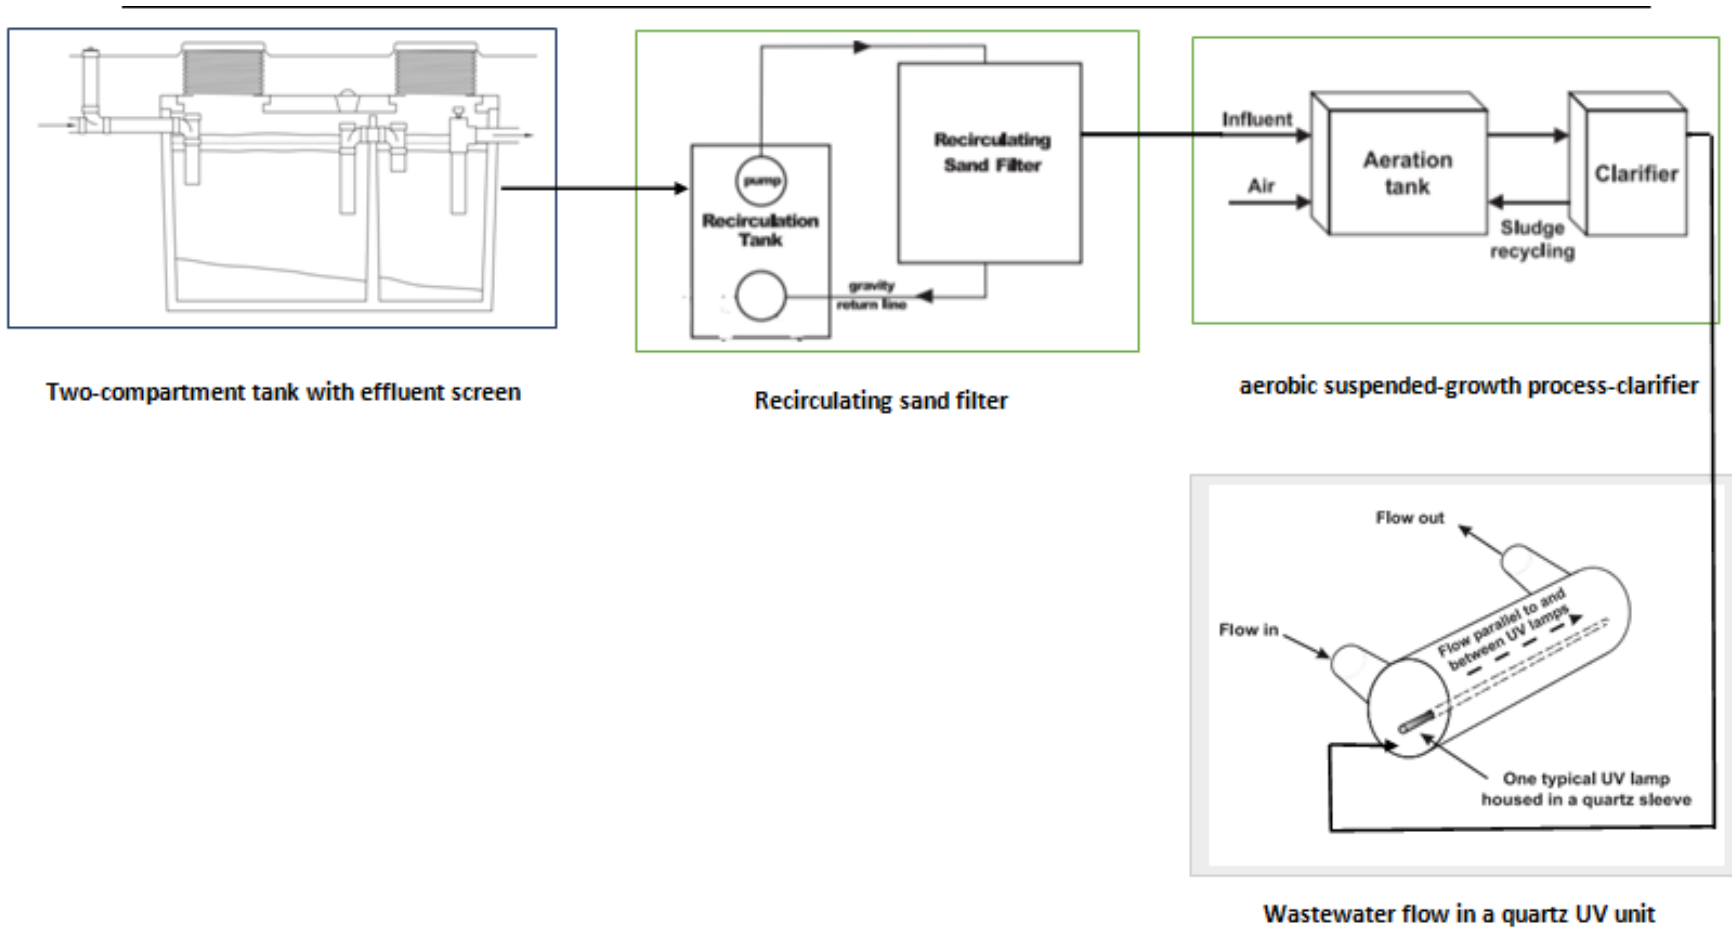 pump
Recirculation
Tank
gravity
return line
Recirculating
Sand Filter
Influent
Air
Aeration
tank
Sludge
recycling
Clarifier
Two-compartment tank with effluent screen
Recirculating sand filter
aerobic suspended-growth process-clarifier
Flow out
Flow in
Flow parallel to and
between UV lamps
One typical UV lamp
housed in a quartz sleeve
Wastewater flow in a quartz UV unit